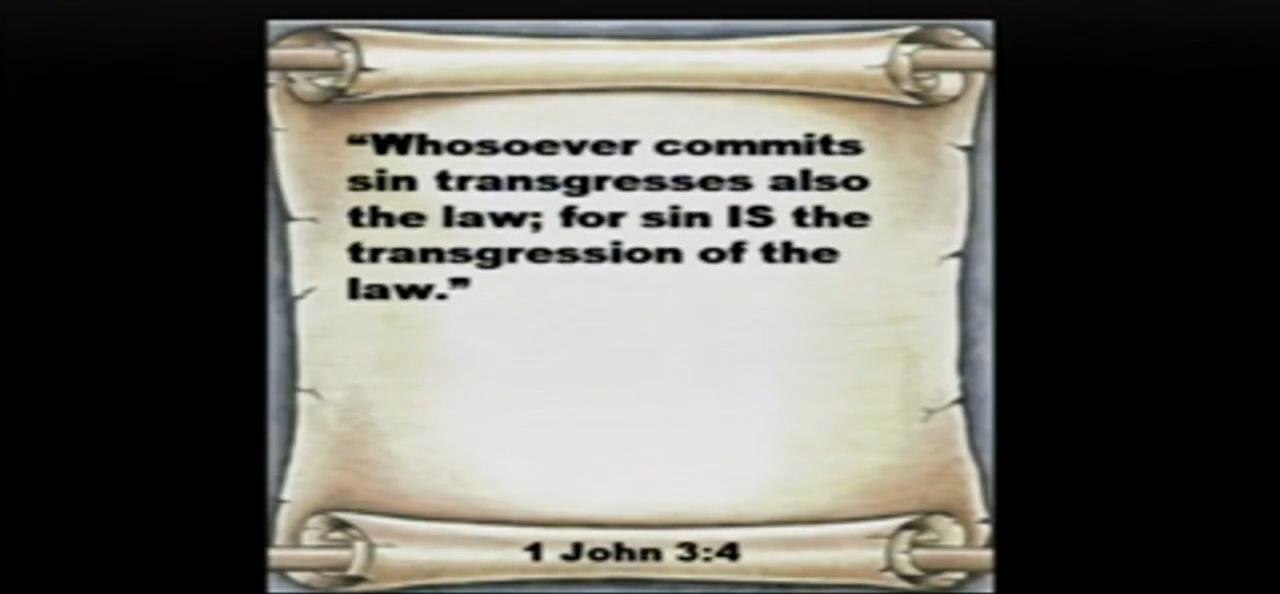 “Whosoever commits
sin transgresses also
the law; for sin IS the
transgression of the
law.”
1 John 3:4